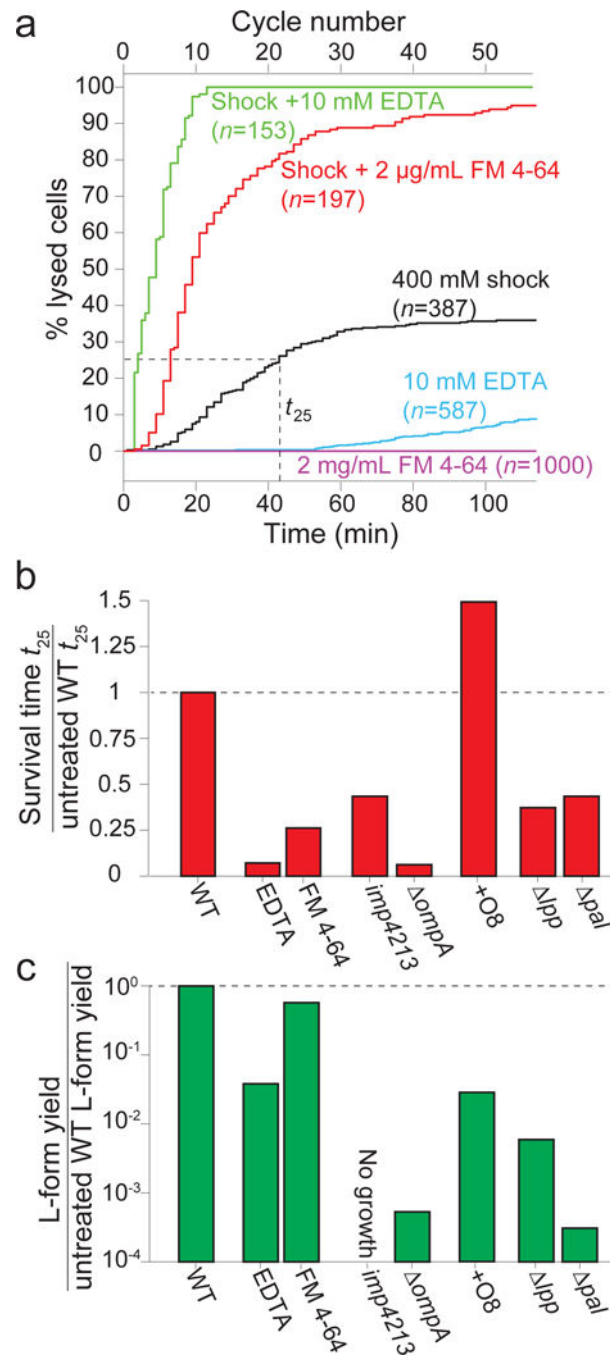 a
Cycle number
0 10 20 30 40 50
% lysed cells
100
90
80
70
60
50
40
30
20
10
0
Shock +10 mM EDTA
(n=153)
Shock + 2 µg/mL FM 4-64
(n=197)
400 mM shock
(n=387)
t25
10 mM EDTA
(n=587)
2 mg/mL FM 4-64 (n=1000)
0 20 40 60 80 100
Time (min)
b
Survival time t25
untreated WT t25
1.5
1.25
1
0.75
0.5
0.25
0
WT EDTA FM 4-64 imp4213 ΔompA +O8 Δlpp Δpal
c
L-form yield
untreated WT L-form yield
10⁰
10⁻¹
10⁻²
10⁻³
10⁻⁴
No growth
WT EDTA FM 4-64 imp4213 ΔompA +O8 Δlpp Δpal